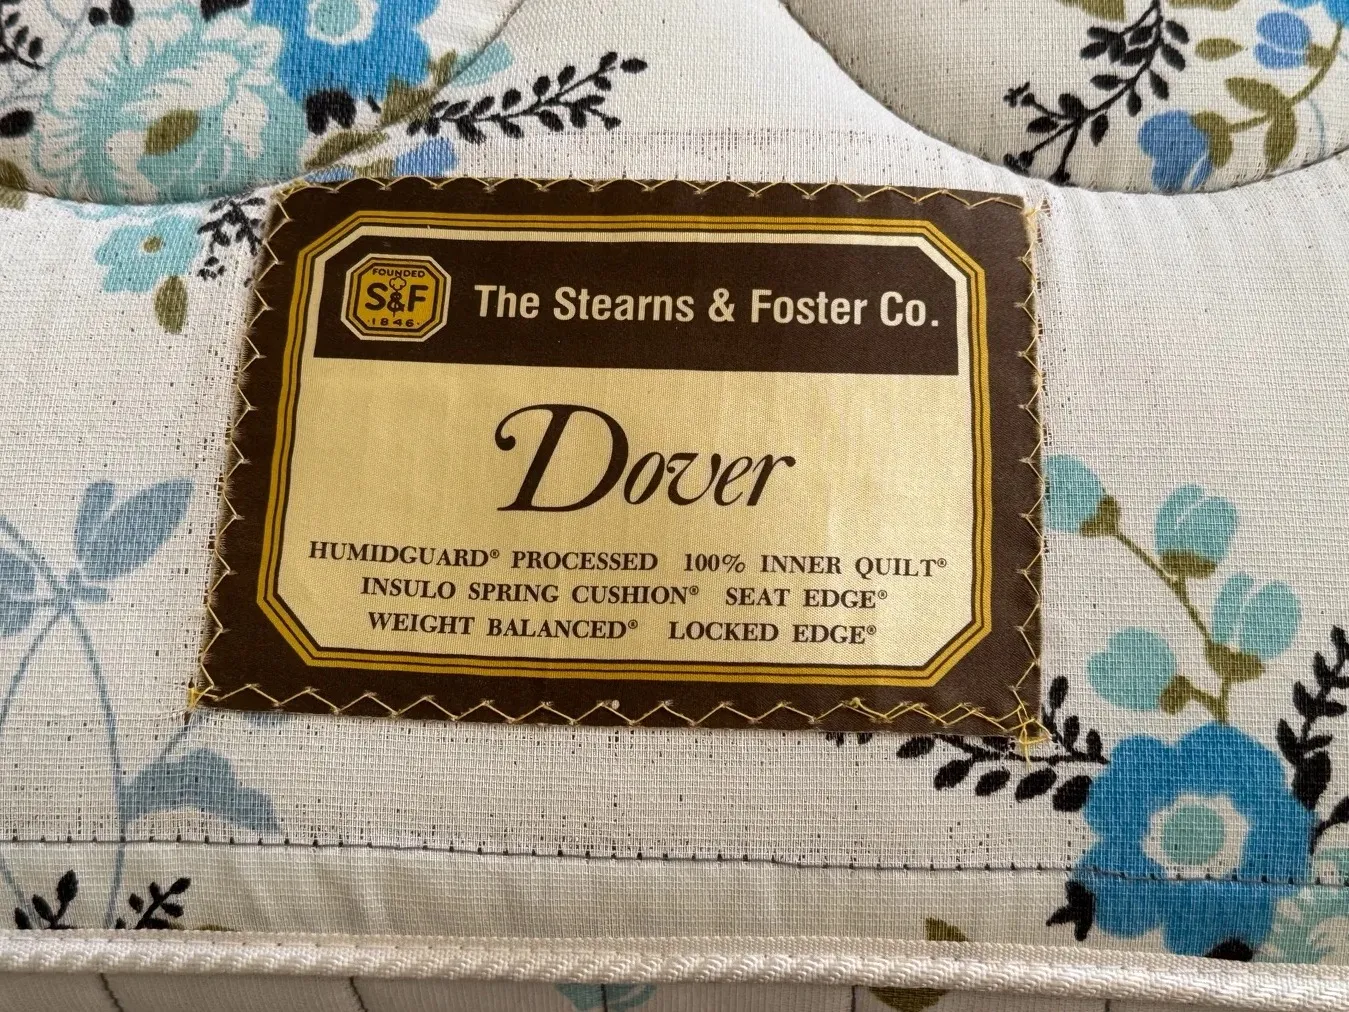 FOUNDED
S&F
·1846·
The Stearns & Foster Co.
Dover
HUMIDGUARD® PROCESSED 100% INNER QUILT®
INSULO SPRING CUSHION® SEAT EDGE®
WEIGHT BALANCED® LOCKED EDGE®